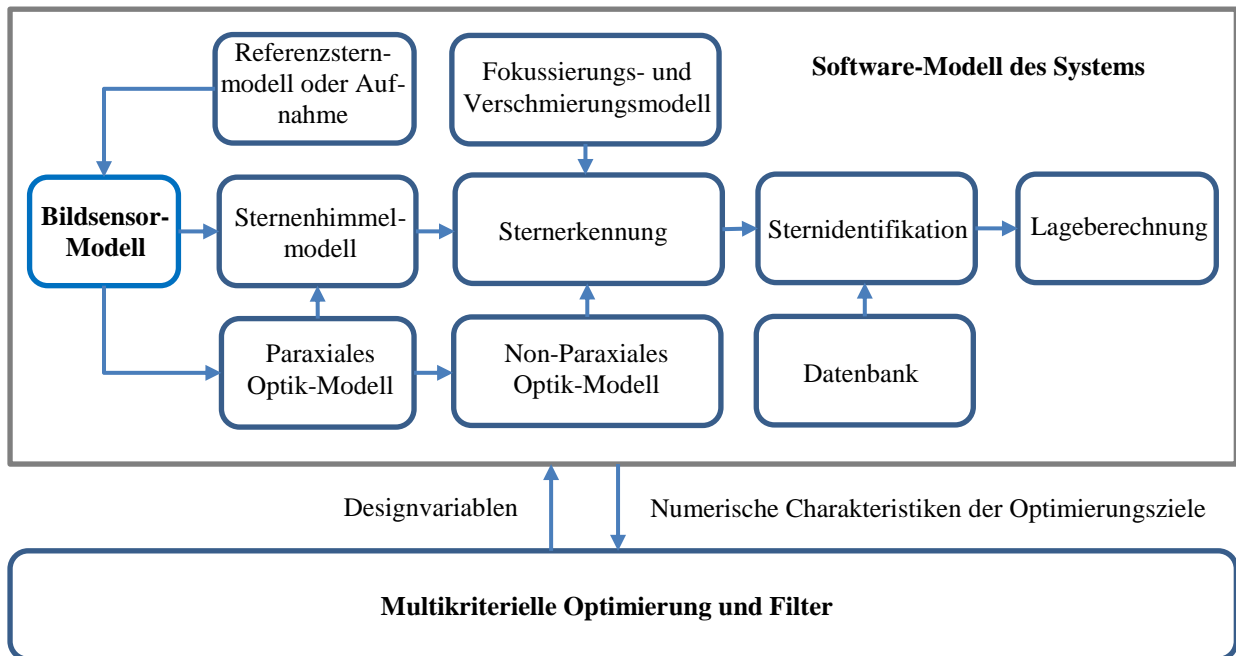 Software-Modell des Systems
Referenzstern-
modell oder Auf-
nahme
Fokussierungs- und
Verschmierungsmodell
Bildsensor-
Modell
Sternenhimmel-
modell
Sternerkennung
Sternidentifikation
Lageberechnung
Paraxiales
Optik-Modell
Non-Paraxiales
Optik-Modell
Datenbank
Designvariablen
Numerische Charakteristiken der Optimierungsziele
Multikriterielle Optimierung und Filter